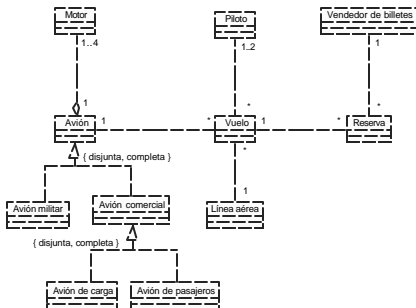 Motor
Piloto
Vendedor de billetes
1..4
1..2
1
1
*
*
Avión
1
*
Vuelo
1
*
Reserva
{ disjunta, completa }
*
1
Avión militar
Avión comercial
Línea aérea
{ disjunta, completa }
Avión de carga
Avión de pasajeros